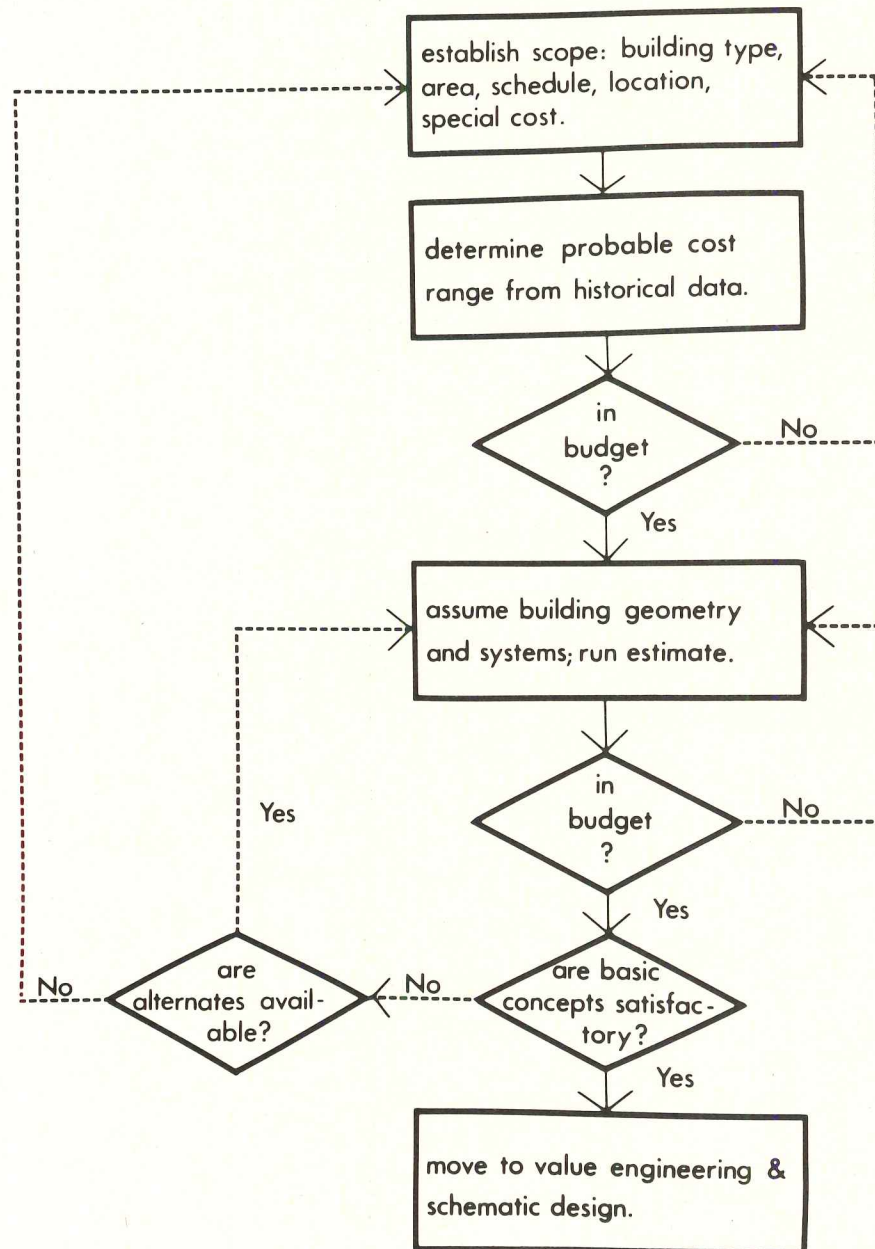 establish scope: building type,
area, schedule, location,
special cost.
determine probable cost
range from historical data.
in
budget
?
No
Yes
assume building geometry
and systems; run estimate.
in
budget
?
No
Yes
Yes
are basic
concepts satisfac-
tory?
No
are
alternates avail-
able?
No
Yes
move to value engineering &
schematic design.